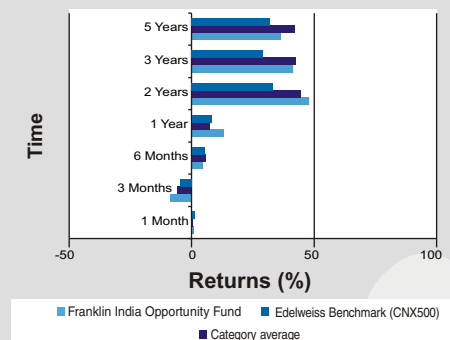 5 Years
3 Years
2 Years
1 Year
6 Months
3 Months
1 Month
Time
-50 0 50 100
Returns (%)
Franklin India Opportunity Fund Edelweiss Benchmark (CNX500)
Category average